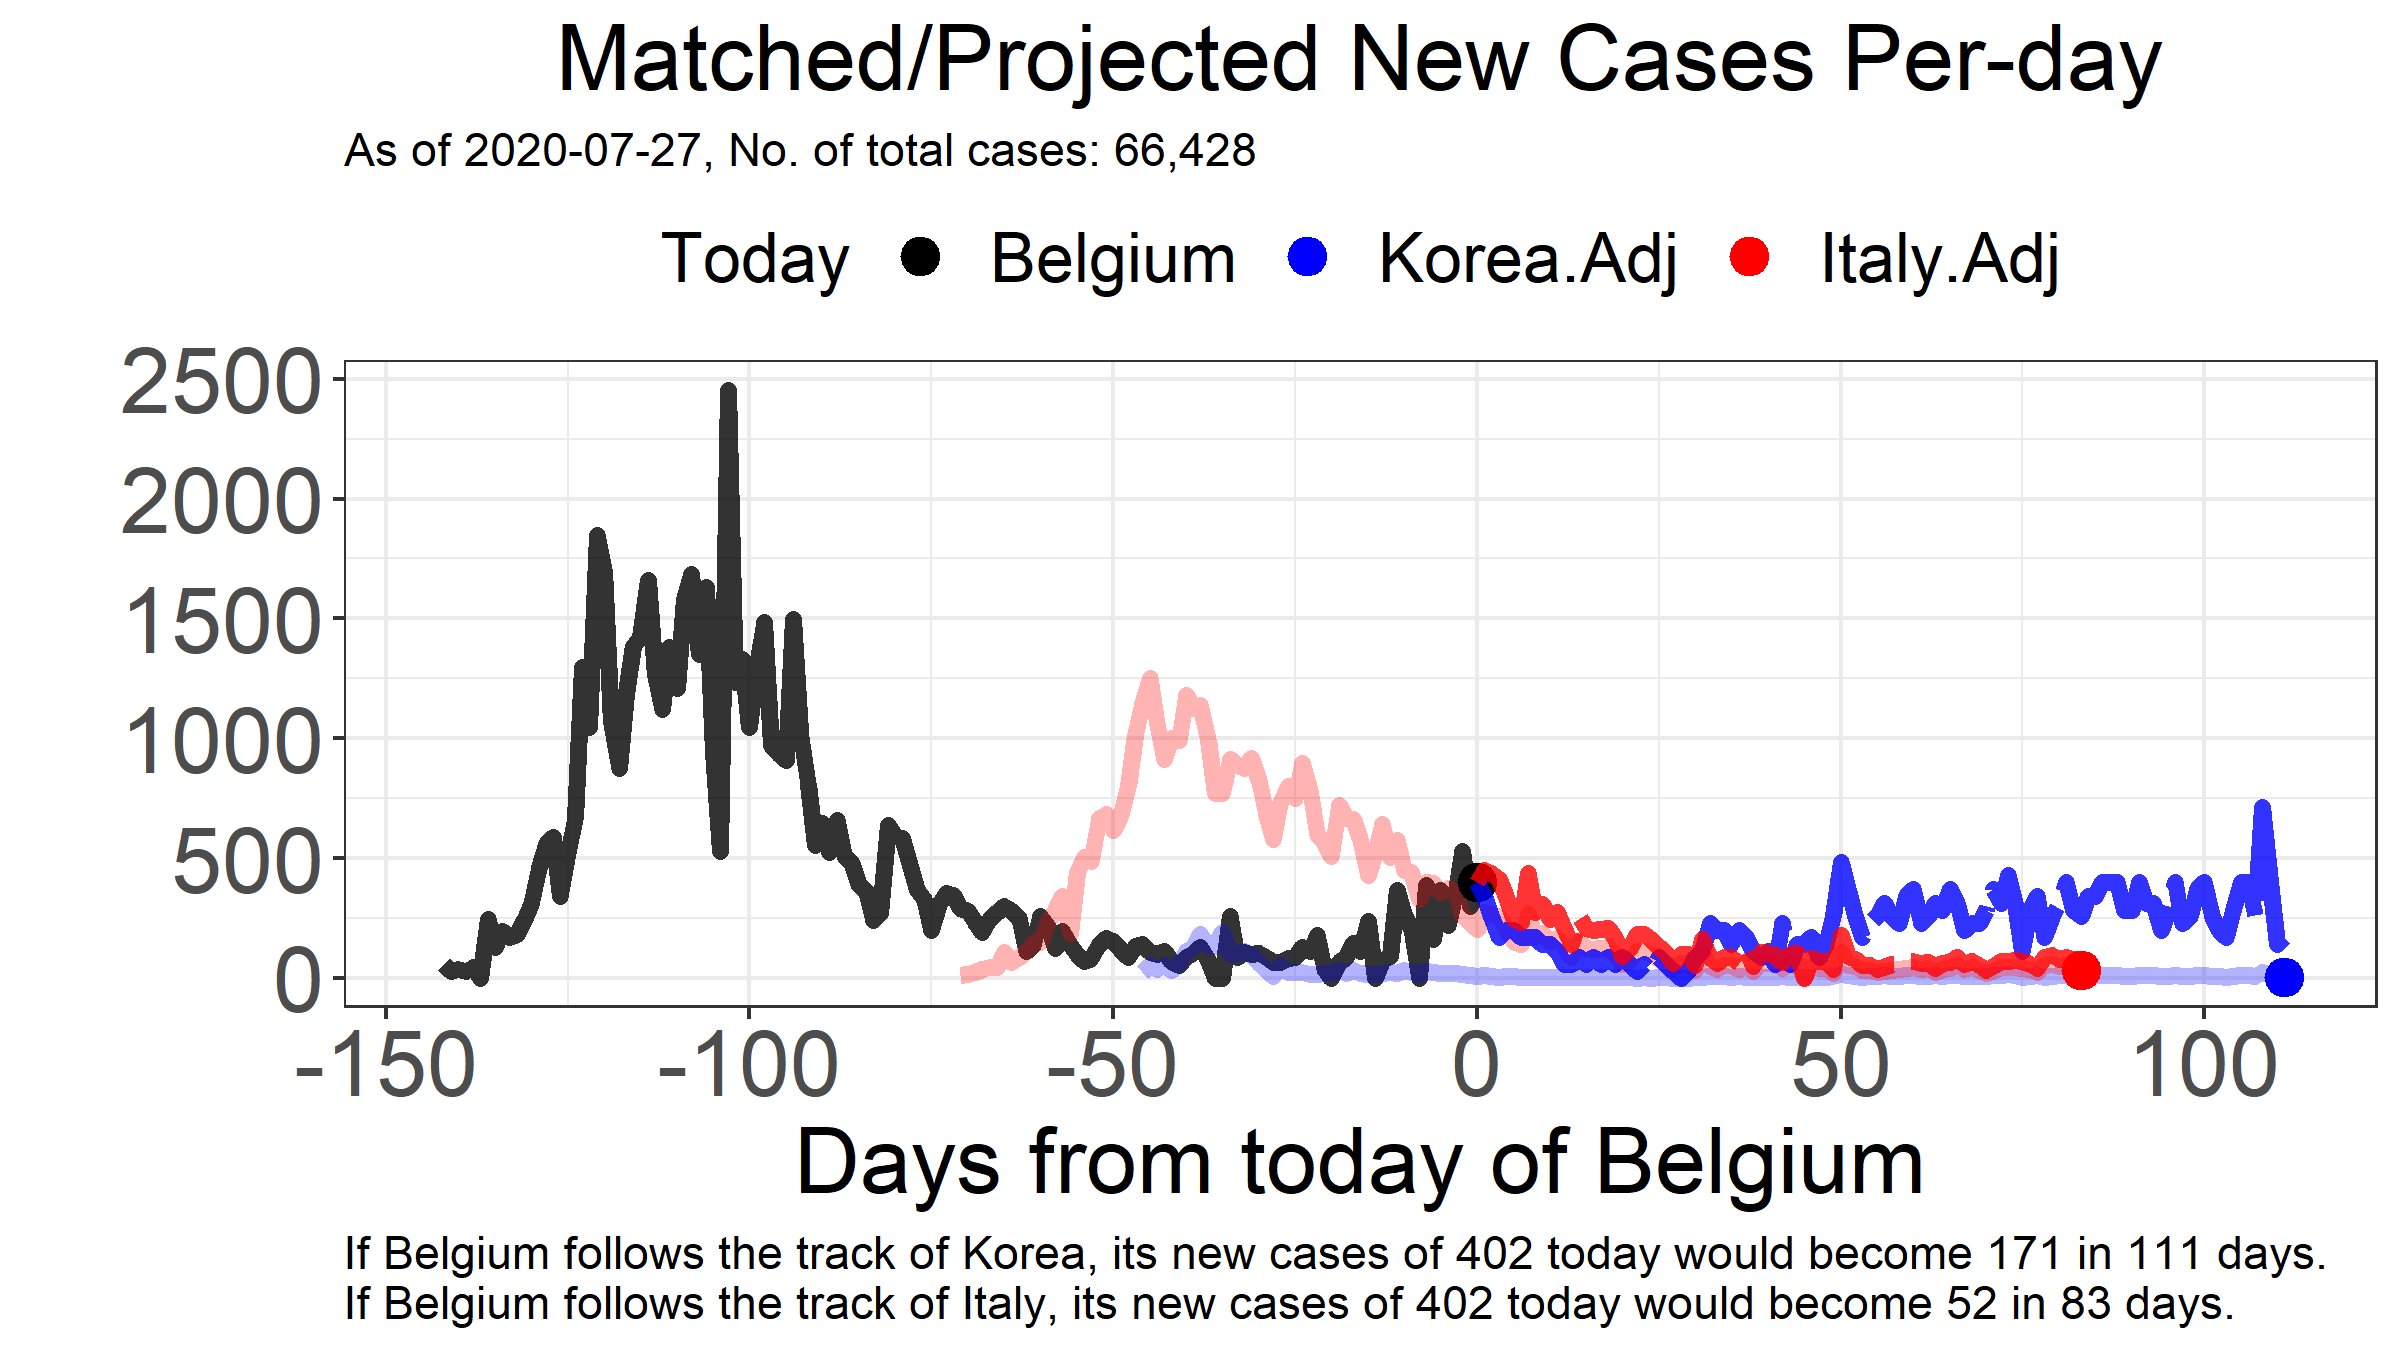 Matched/Projected New Cases Per-day
As of 2020-07-27, No. of total cases: 66,428
Today Belgium Korea.Adj Italy.Adj
2500
2000
1500
1000
500
0
-150 -100 -50 0 50 100
Days from today of Belgium
If Belgium follows the track of Korea, its new cases of 402 today would become 171 in 111 days.
If Belgium follows the track of Italy, its new cases of 402 today would become 52 in 83 days.